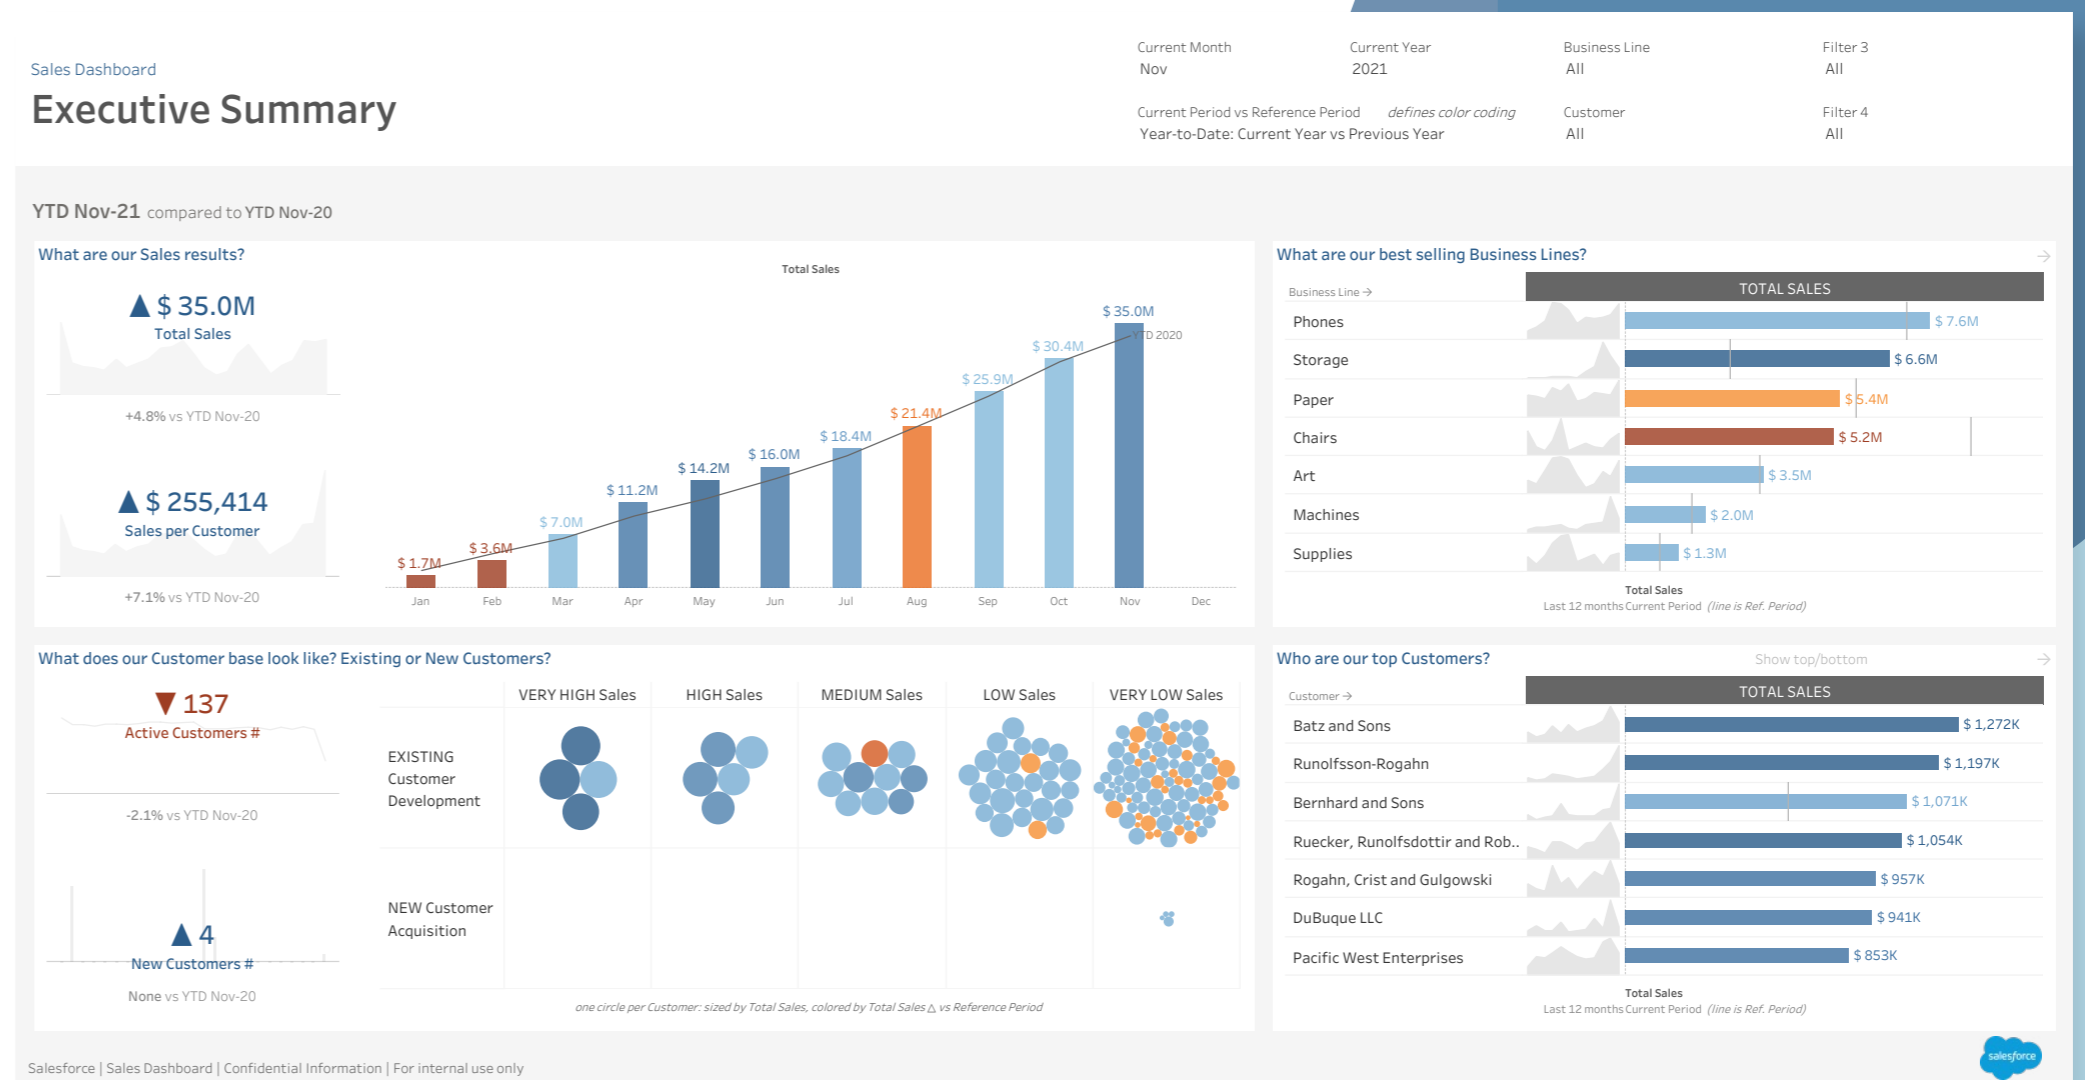 Sales Dashboard
Executive Summary
Current Month
Nov
Current Year
2021
Business Line
All
Filter 3
All
Current Period vs Reference Period defines color coding
Year-to-Date: Current Year vs Previous Year
Customer
All
Filter 4
All
YTD Nov-21 compared to YTD Nov-20
What are our Sales results?
▲ $ 35.0M
Total Sales
+4.8% vs YTD Nov-20
▲ $ 255,414
Sales per Customer
+7.1% vs YTD Nov-20
Total Sales
$ 1.7M
$ 3.6M
$ 7.0M
$ 11.2M
$ 14.2M
$ 16.0M
$ 18.4M
$ 21.4M
$ 25.9M
$ 30.4M
$ 35.0M
YTD 2020
Jan Feb Mar Apr May Jun Jul Aug Sep Oct Nov Dec
What are our best selling Business Lines? →
Business Line → TOTAL SALES
Phones $ 7.6M
Storage $ 6.6M
Paper $ 5.4M
Chairs $ 5.2M
Art $ 3.5M
Machines $ 2.0M
Supplies $ 1.3M
Total Sales
Last 12 months Current Period (line is Ref. Period)
What does our Customer base look like? Existing or New Customers?
▼ 137
Active Customers #
-2.1% vs YTD Nov-20
▲ 4
New Customers #
None vs YTD Nov-20
VERY HIGH Sales HIGH Sales MEDIUM Sales LOW Sales VERY LOW Sales
EXISTING
Customer
Development
NEW Customer
Acquisition
one circle per Customer: sized by Total Sales, colored by Total Sales △ vs Reference Period
Who are our top Customers? Show top/bottom →
Customer → TOTAL SALES
Batz and Sons $ 1,272K
Runolfsson-Rogahn $ 1,197K
Bernhard and Sons $ 1,071K
Ruecker, Runolfsdottir and Rob.. $ 1,054K
Rogahn, Crist and Gulgowski $ 957K
DuBuque LLC $ 941K
Pacific West Enterprises $ 853K
Total Sales
Last 12 months Current Period (line is Ref. Period)
Salesforce | Sales Dashboard | Confidential Information | For internal use only
salesforce